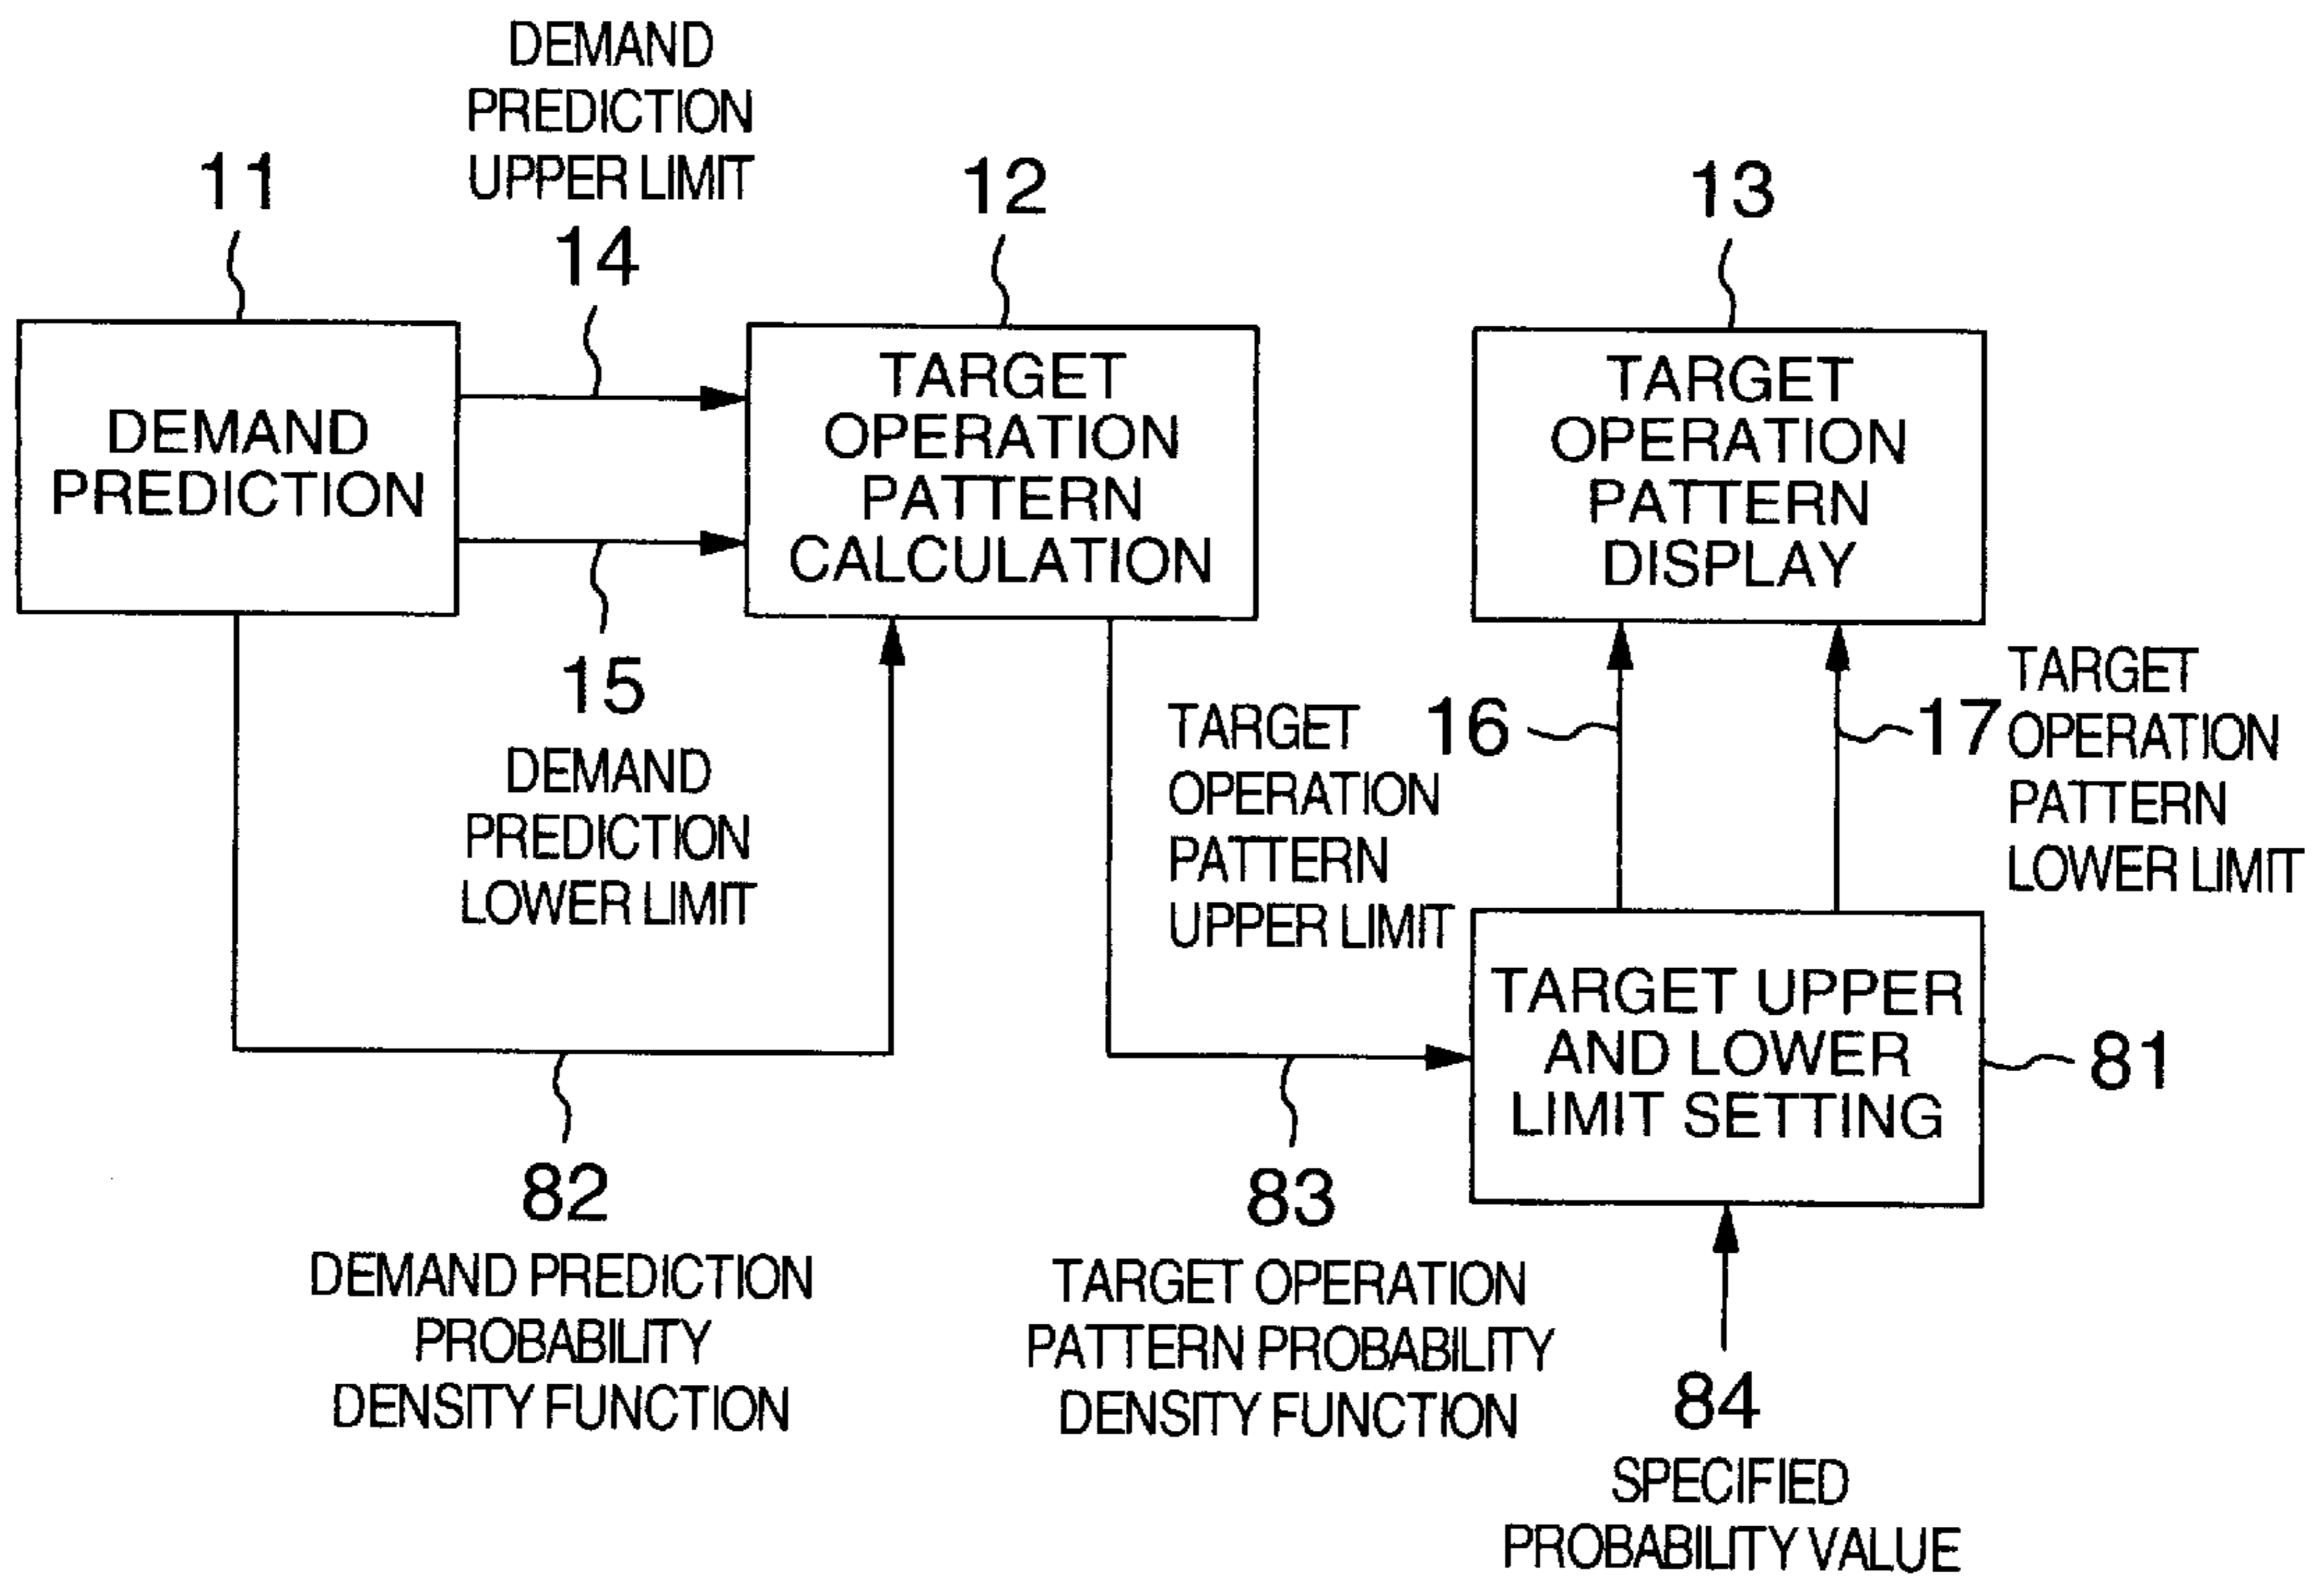 DEMAND
PREDICTION
UPPER LIMIT
11
14
12
13
DEMAND
PREDICTION
TARGET
OPERATION
PATTERN
CALCULATION
TARGET
OPERATION
PATTERN
DISPLAY
15
DEMAND
PREDICTION
LOWER LIMIT
TARGET
OPERATION
PATTERN
UPPER LIMIT
16
17
TARGET
OPERATION
PATTERN
LOWER LIMIT
TARGET UPPER
AND LOWER
LIMIT SETTING
81
82
DEMAND PREDICTION
PROBABILITY
DENSITY FUNCTION
83
TARGET OPERATION
PATTERN PROBABILITY
DENSITY FUNCTION
84
SPECIFIED
PROBABILITY VALUE